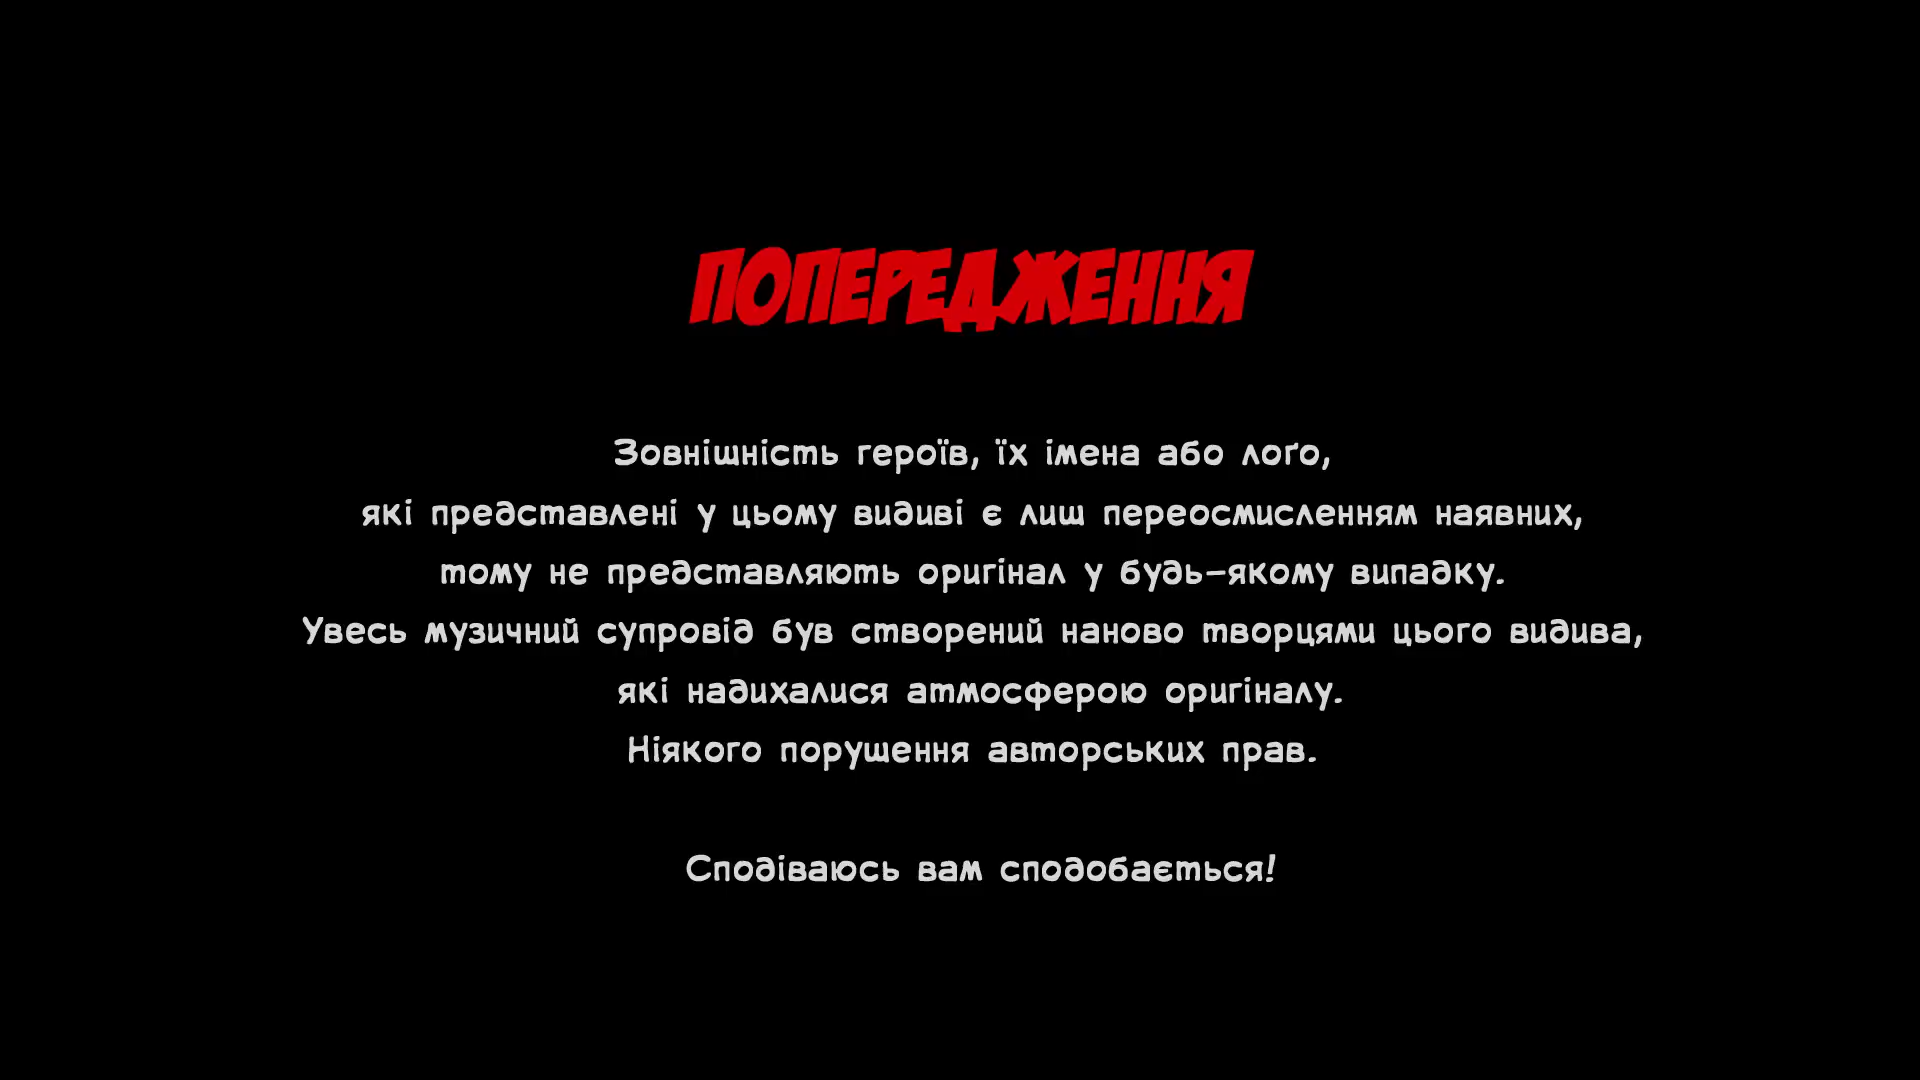 ПОПЕРЕДЖЕННЯ
Зовнішність героїв, їх імена або лоґо,
які представлені у цьому видиві є лиш переосмисленням наявних,
тому не представляють оригінал у будь-якому випадку.
Увесь музичний супровід був створений наново творцями цього видива,
які надихалися атмосферою оригіналу.
Ніякого порушення авторських прав.
Сподіваюсь вам сподобається!